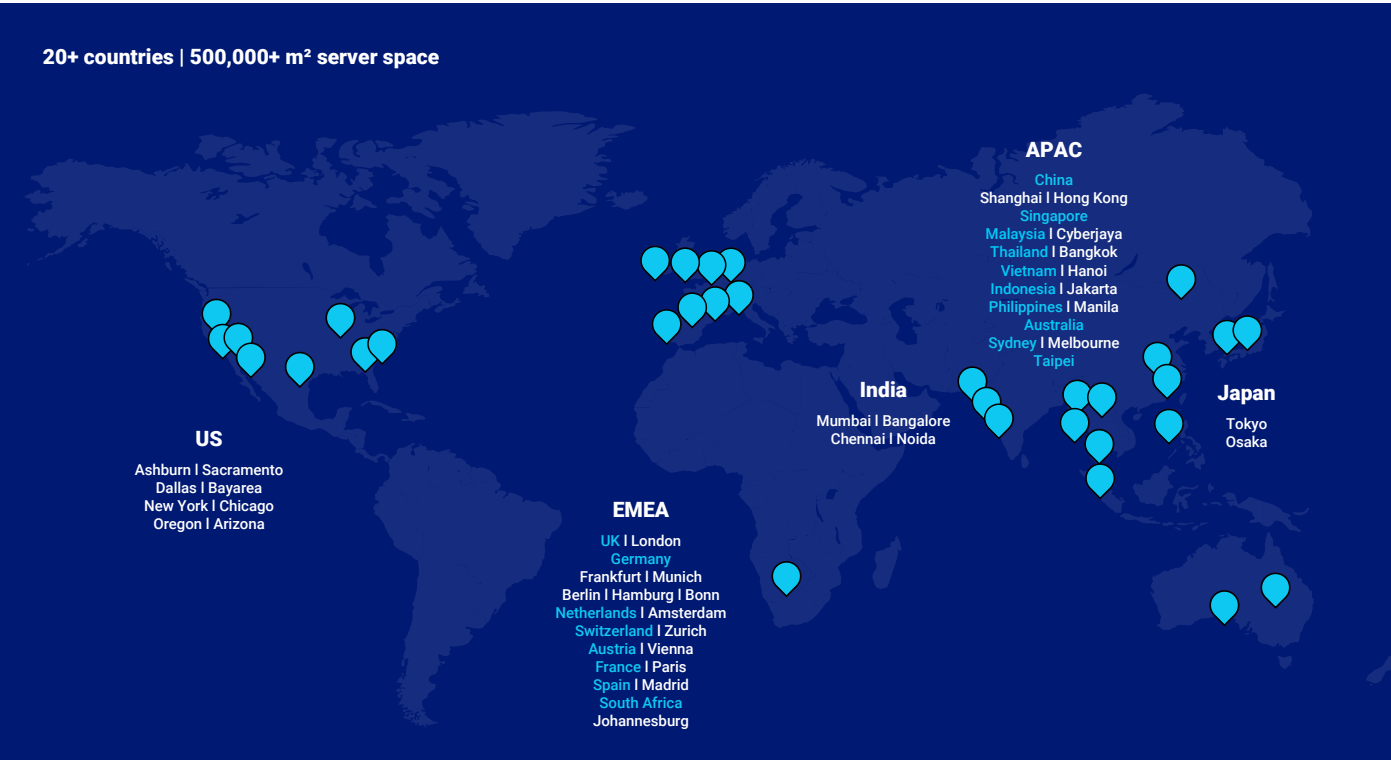 20+ countries | 500,000+ m² server space
APAC
China
Shanghai l Hong Kong
Singapore
Malaysia l Cyberjaya
Thailand l Bangkok
Vietnam l Hanoi
Indonesia l Jakarta
Philippines l Manila
Australia
Sydney l Melbourne
Taipei
India
Mumbai l Bangalore
Chennai l Noida
Japan
Tokyo
Osaka
US
Ashburn l Sacramento
Dallas l Bayarea
New York l Chicago
Oregon l Arizona
EMEA
UK l London
Germany
Frankfurt l Munich
Berlin l Hamburg l Bonn
Netherlands l Amsterdam
Switzerland l Zurich
Austria l Vienna
France l Paris
Spain l Madrid
South Africa
Johannesburg